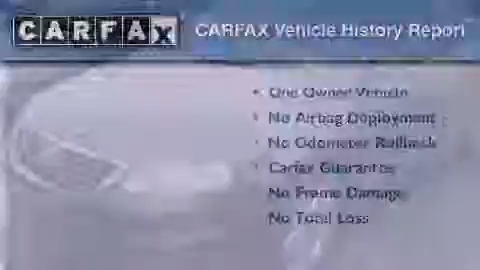 CARFAX CARFAX Vehicle History Report
One Owner Vehicle
No Airbag Deployment
No Odometer Rollback
Carfax Guarantee
No Frame Damage
No Total Loss